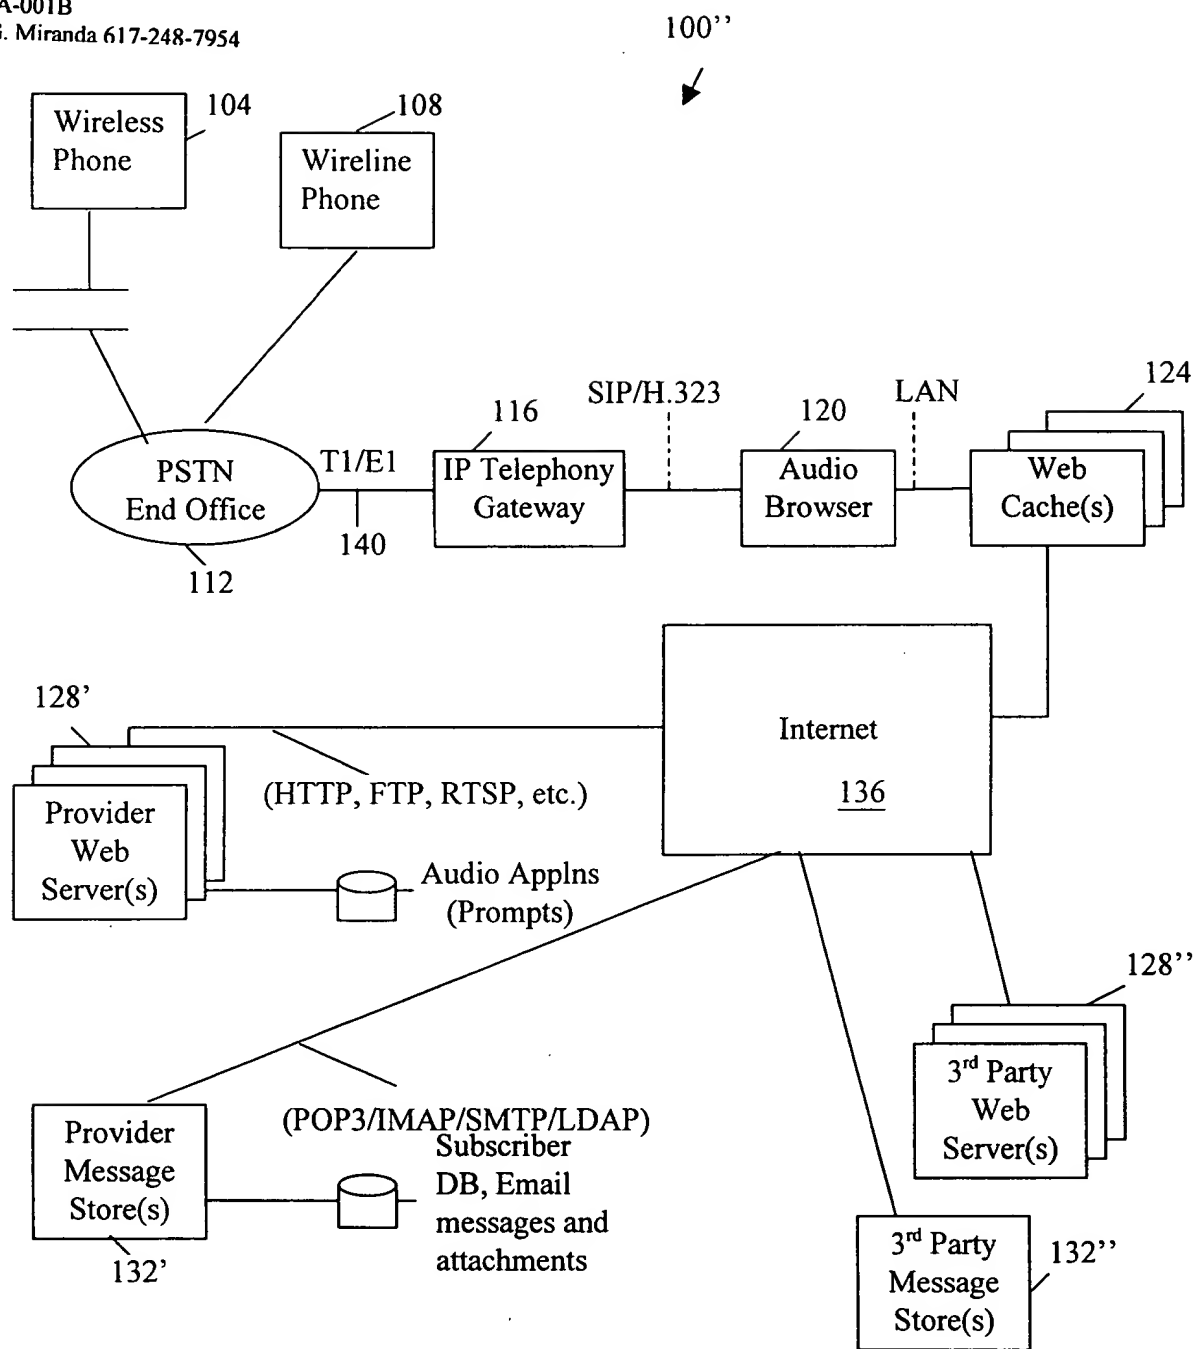 A-001B
G. Miranda 617-248-7954
100’’
104
108
Wireless
Phone
Wireline
Phone
124
SIP/H.323
LAN
116
120
PSTN
End Office
T1/E1
IP Telephony
Gateway
Audio
Browser
Web
Cache(s)
140
112
128’
Internet
136
(HTTP, FTP, RTSP, etc.)
Provider
Web
Server(s)
Audio Applns
(Prompts)
128’’
3rd Party
Web
Server(s)
(POP3/IMAP/SMTP/LDAP)
Provider
Message
Store(s)
Subscriber
DB, Email
messages and
attachments
132’
3rd Party
Message
Store(s)
132’’